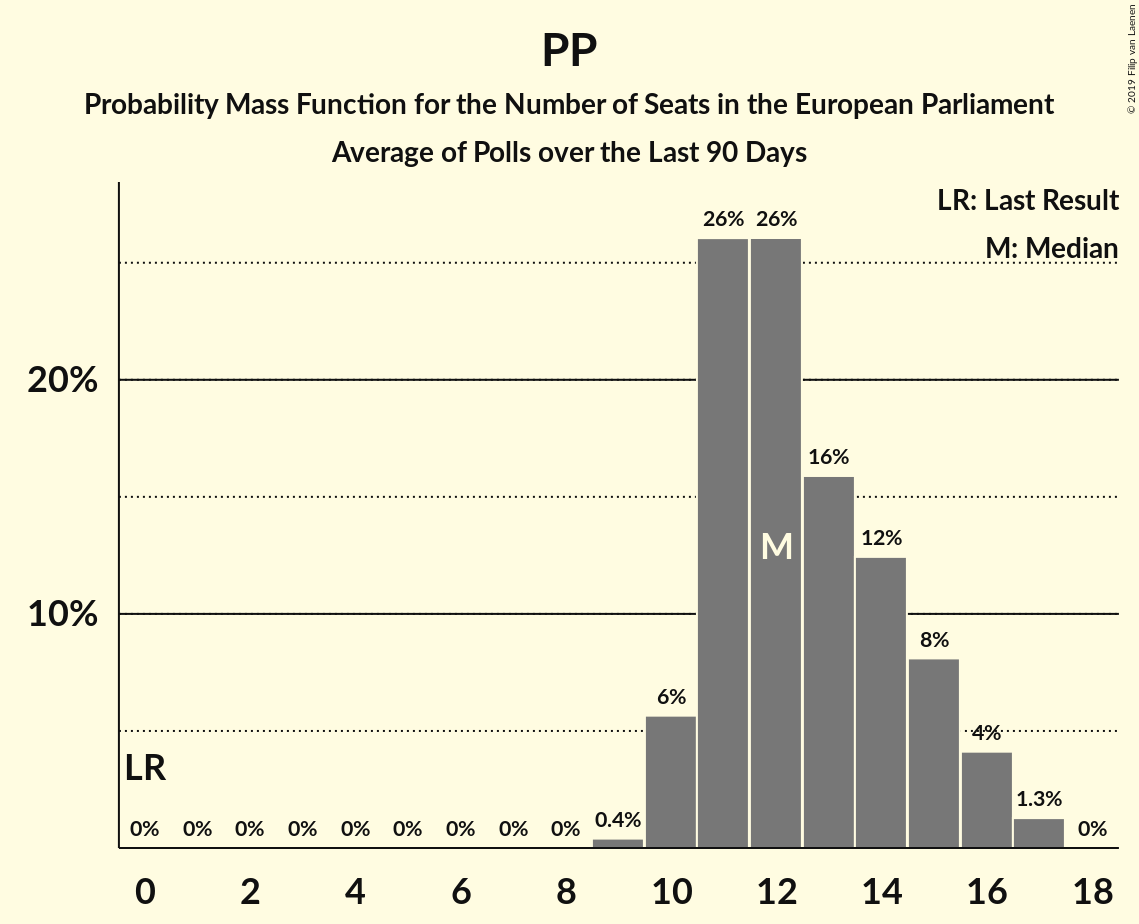 PP
Probability Mass Function for the Number of Seats in the European Parliament
Average of Polls over the Last 90 Days
© 2019 Filip van Laenen
LR: Last Result
M: Median
26% 26%
20%
16%
M
12%
10%
8%
6%
4%
LR
1.3%
0% 0% 0% 0% 0% 0% 0% 0% 0% 0.4% 0%
0 2 4 6 8 10 12 14 16 18